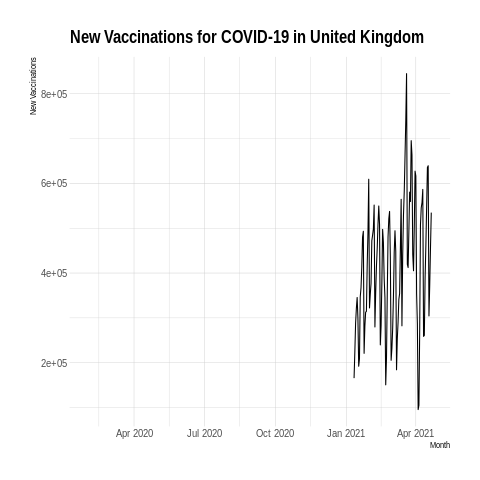 New Vaccinations for COVID-19 in United Kingdom
New Vaccinations
8e+05
6e+05
4e+05
2e+05
Apr 2020 Jul 2020 Oct 2020 Jan 2021 Apr 2021
Month